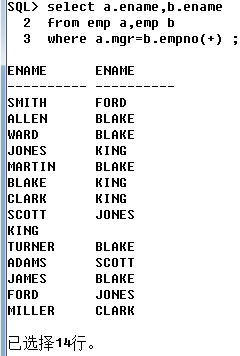 SQL> select a.ename,b.ename
2 from emp a,emp b
3 where a.mgr=b.empno(+) ;
ENAME ENAME
---------- ----------
SMITH FORD
ALLEN BLAKE
WARD BLAKE
JONES KING
MARTIN BLAKE
BLAKE KING
CLARK KING
SCOTT JONES
KING
TURNER BLAKE
ADAMS SCOTT
JAMES BLAKE
FORD JONES
MILLER CLARK
已选择14行。